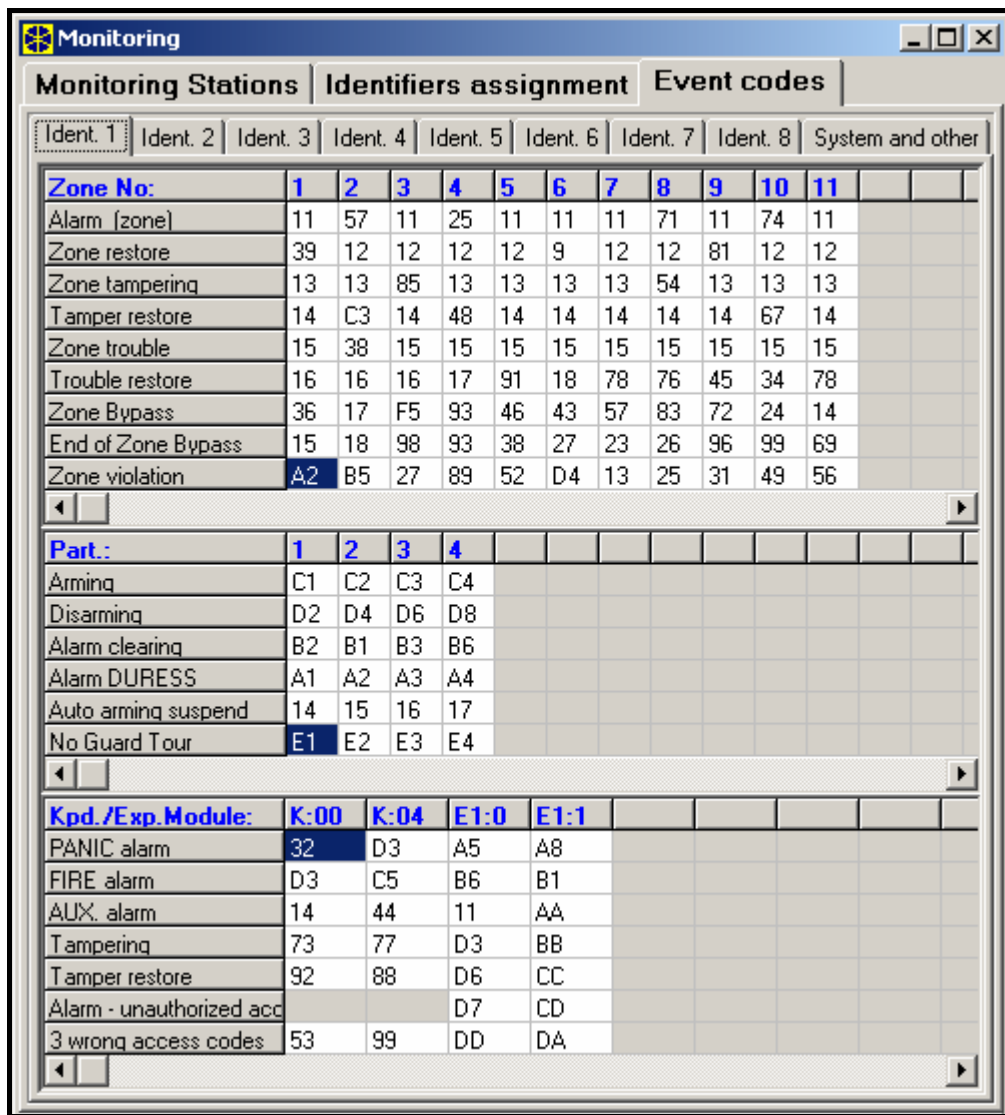 Monitoring
Monitoring Stations Identifiers assignment Event codes
Ident. 1 Ident. 2 Ident. 3 Ident. 4 Ident. 5 Ident. 6 Ident. 7 Ident. 8 System and other
Zone No: 1 2 3 4 5 6 7 8 9 10 11
Alarm (zone) 11 57 11 25 11 11 11 71 11 74 11
Zone restore 39 12 12 12 12 9 12 12 81 12 12
Zone tampering 13 13 85 13 13 13 13 54 13 13 13
Tamper restore 14 C3 14 48 14 14 14 14 14 67 14
Zone trouble 15 38 15 15 15 15 15 15 15 15 15
Trouble restore 16 16 16 17 91 18 78 76 45 34 78
Zone Bypass 36 17 F5 93 46 43 57 83 72 24 14
End of Zone Bypass 15 18 98 93 38 27 23 26 96 99 69
Zone violation A2 B5 27 89 52 D4 13 25 31 49 56
Part.: 1 2 3 4
Arming C1 C2 C3 C4
Disarming D2 D4 D6 D8
Alarm clearing B2 B1 B3 B6
Alarm DURESS A1 A2 A3 A4
Auto arming suspend 14 15 16 17
No Guard Tour E1 E2 E3 E4
Kpd./Exp.Module: K:00 K:04 E1:0 E1:1
PANIC alarm 32 D3 A5 A8
FIRE alarm D3 C5 B6 B1
AUX. alarm 14 44 11 AA
Tampering 73 77 D3 BB
Tamper restore 92 88 D6 CC
Alarm - unauthorized acc D7 CD
3 wrong access codes 53 99 DD DA